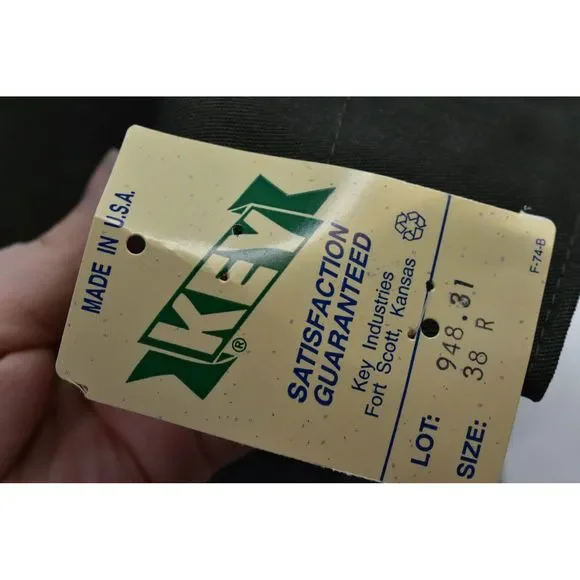 MADE IN U.S.A.
KEY®
SATISFACTION
GUARANTEED
Key Industries
Fort Scott, Kansas
LOT: 948.31
SIZE: 38 R
F-74-B